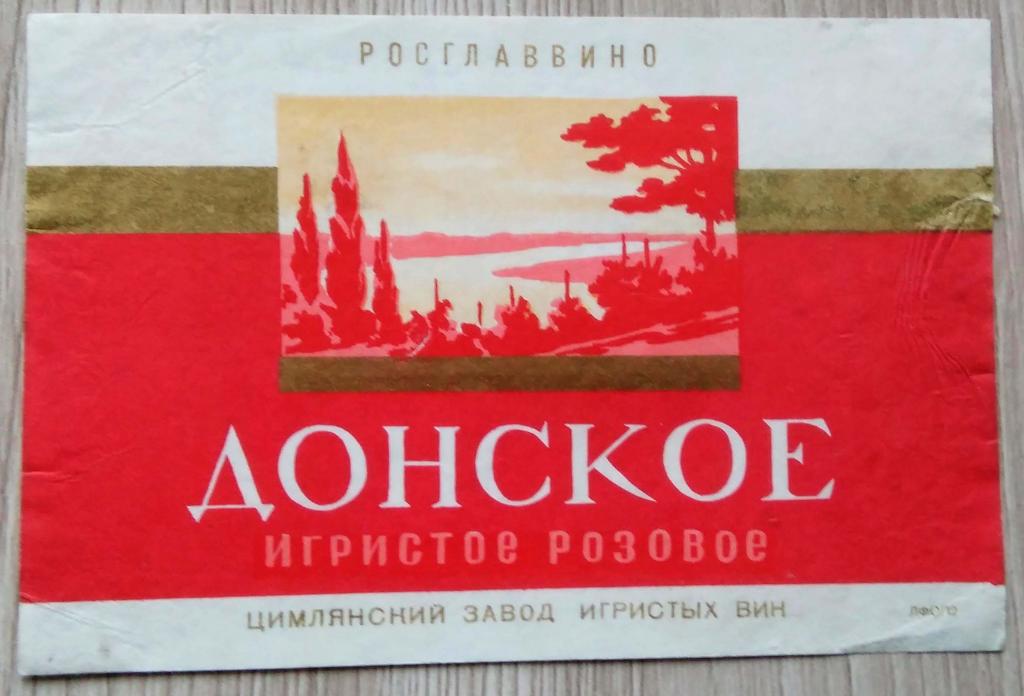 РОСГЛАВВИНО
ДОНСКОЕ
ИГРИСТОЕ РОЗОВОЕ
ЦИМЛЯНСКИЙ ЗАВОД ИГРИСТЫХ ВИН